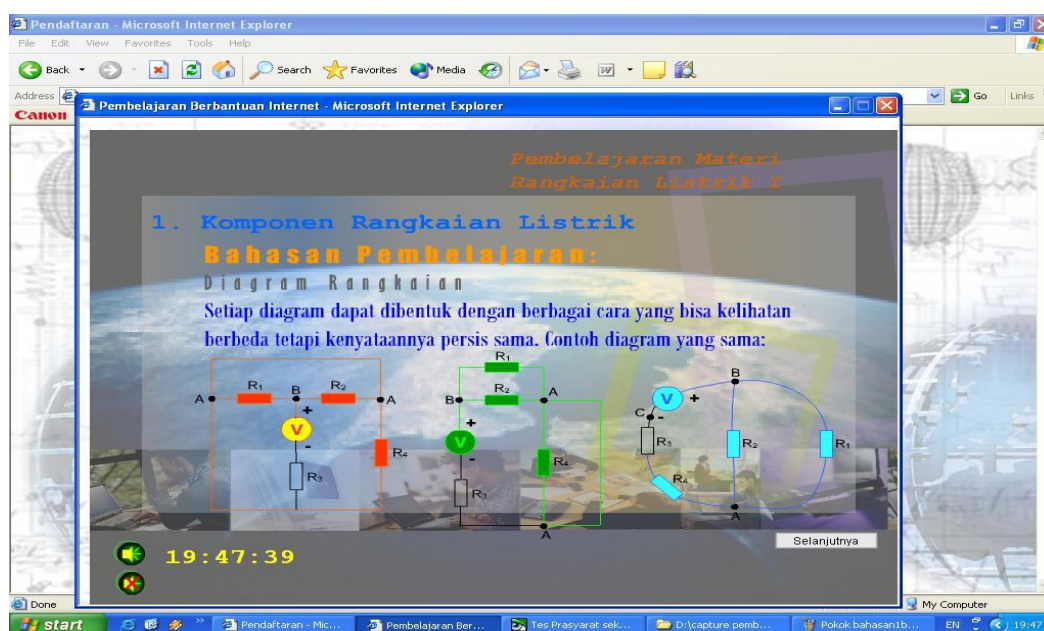 Pendaftaran - Microsoft Internet Explorer
File Edit View Favorites Tools Help
Back Search Favorites Media
Address Go Links
Canon
Pembelajaran Berbantuan Internet - Microsoft Internet Explorer
Pembelajaran Materi
Rangkaian Listrik I
1. Komponen Rangkaian Listrik
Bahasan Pembelajaran:
Diagram Rangkaian
Setiap diagram dapat dibentuk dengan berbagai cara yang bisa kelihatan
berbeda tetapi kenyataannya persis sama. Contoh diagram yang sama:
A R1 B R2 A
+
V
-
R3 R4
R1
B R2 A
+
V
R3 R4
A
B
V +
C -
R3 R2 R1
R4
A
Selanjutnya
19:47:39
Done My Computer
start Pendaftaran - Mic... Pembelajaran Ber... Tes Prasyarat sek... D:\capture pemb... Pokok bahasan1b... EN 19:47